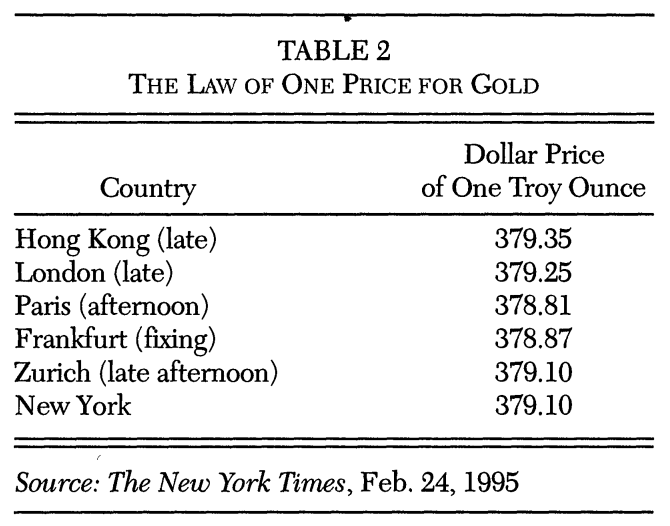 TABLE 2
THE LAW OF ONE PRICE FOR GOLD
Dollar Price
Country of One Troy Ounce
Hong Kong (late) 379.35
London (late) 379.25
Paris (afternoon) 378.81
Frankfurt (fixing) 378.87
Zurich (late afternoon) 379.10
New York 379.10
Source: The New York Times, Feb. 24, 1995